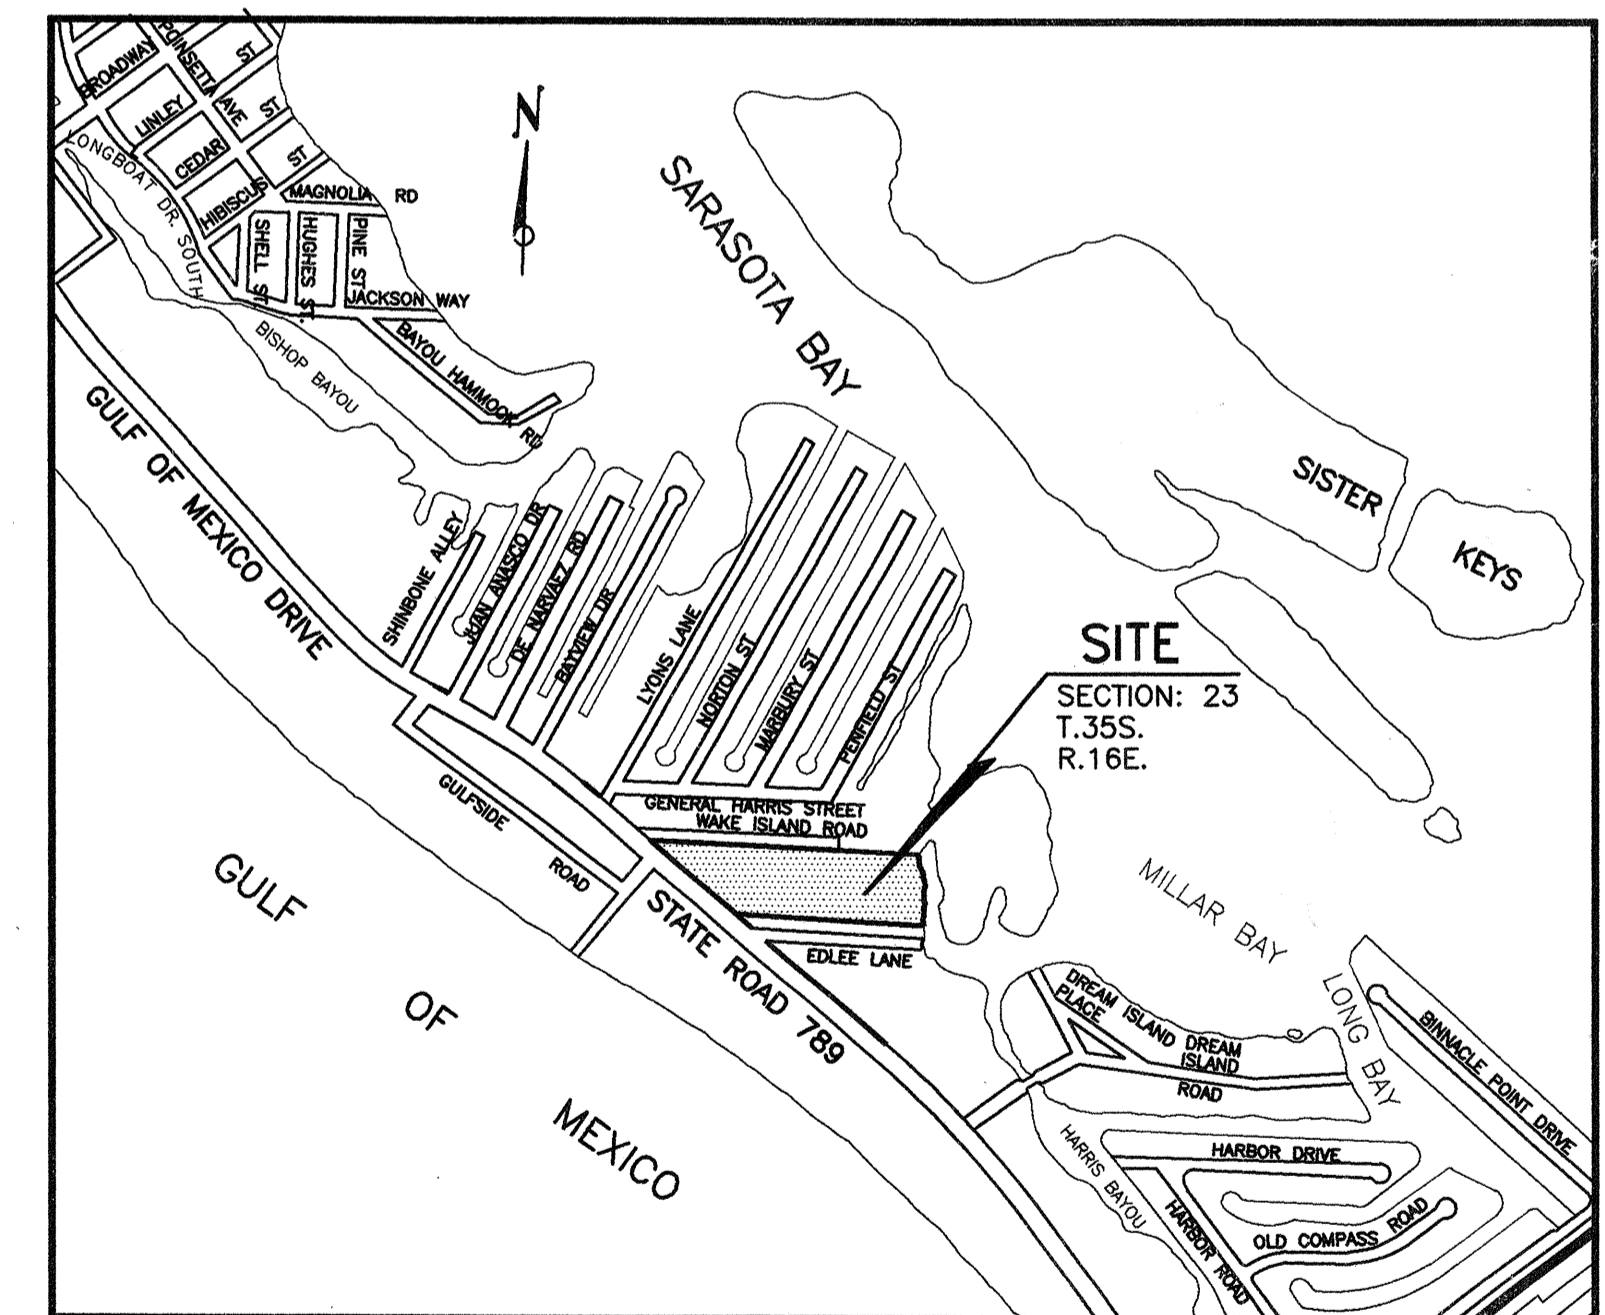 BROADWAY
POINSETTA AVE
ST
LINLEY
ST
CEDAR
ST
HIBISCUS
LONGBOAT DR. SOUTH
MAGNOLIA RD
SHELL ST.
HUGHES ST.
PINE ST.
JACKSON WAY
BAYOU HAMMOCK RD
BISHOP BAYOU
N
SARASOTA BAY
SISTER
KEYS
GULF OF MEXICO DRIVE
SHINBONE ALLEY
JUAN ANASCO DR
DE NARVAEZ RD
BAYVIEW DR
LYONS LANE
NORTON ST
MARBURY ST
PENFIELD ST
SITE
SECTION: 23
T.35S.
R.16E.
GENERAL HARRIS STREET
WAKE ISLAND ROAD
GULFSIDE ROAD
STATE ROAD 789
EDLEE LANE
GULF
OF
MEXICO
MILLAR BAY
LONG BAY
DREAM ISLAND
PLACE
DREAM
ISLAND
ROAD
BINNACLE POINT DRIVE
HARBOR DRIVE
HARRIS BAYOU
HARBOR ROAD
OLD COMPASS ROAD